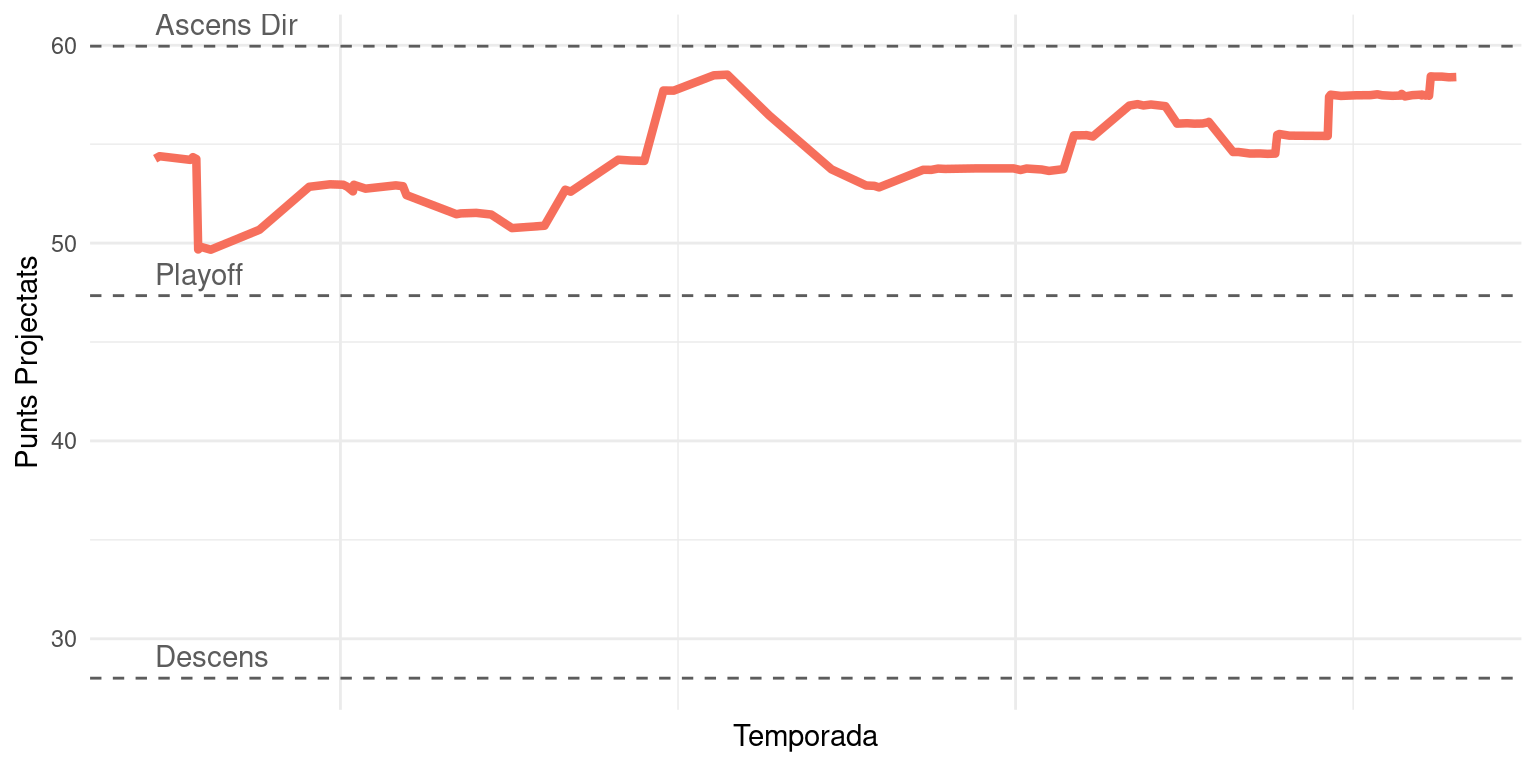 Ascens Dir
60
50
Playoff
40
30
Descens
Punts Projectats
Temporada